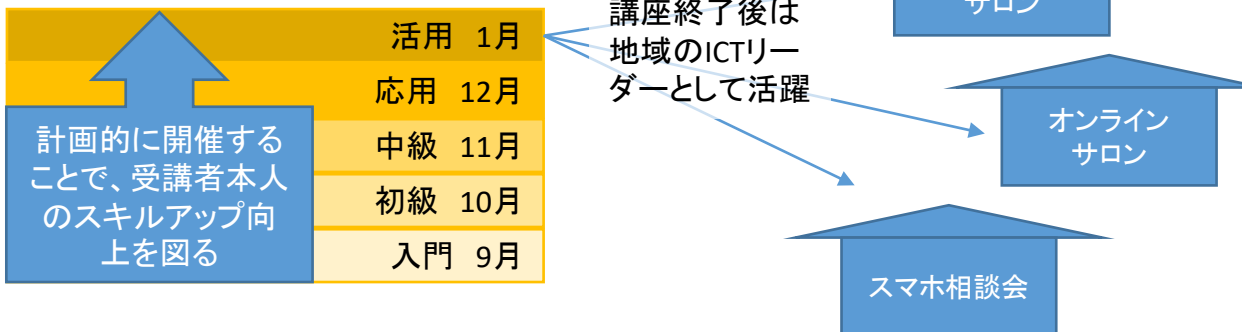 活用 1月
応用 12月
中級 11月
初級 10月
入門 9月
計画的に開催する
ことで、受講者本人
のスキルアップ向
上を図る
講座終了後は
地域のICTリー
ダーとして活躍
サロン
オンライン
サロン
スマホ相談会